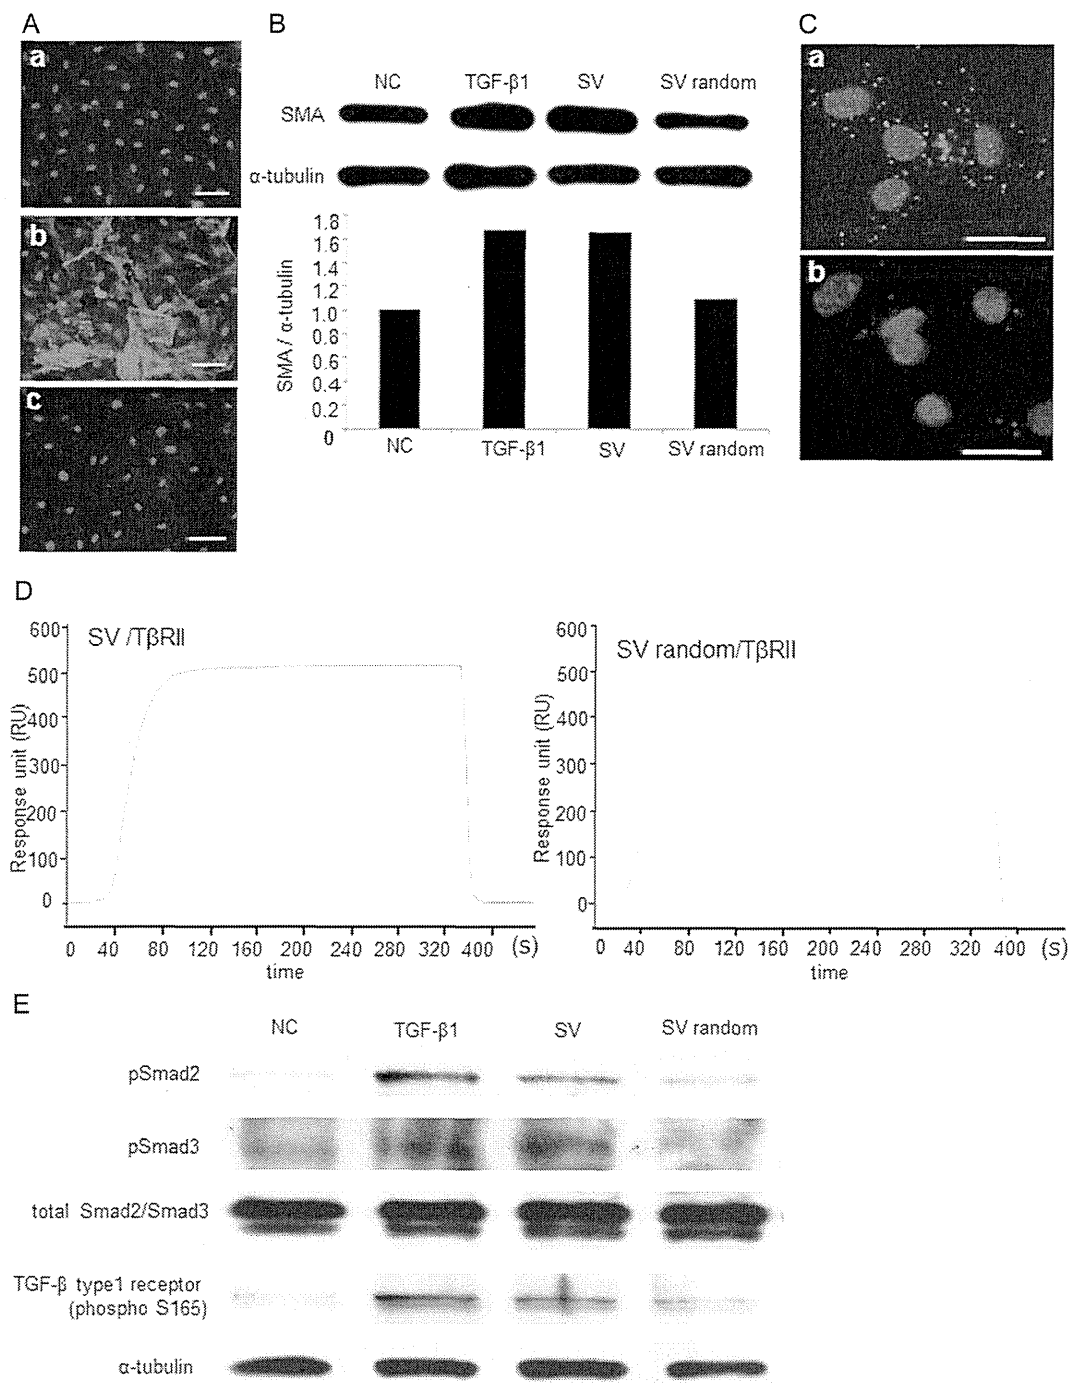 A
B
C
a
b
c
NC TGF-β1 SV SV random
SMA
α-tubulin
SMA / α-tubulin
1.8
1.6
1.4
1.2
1.0
0.8
0.6
0.4
0.2
0
NC TGF-β1 SV SV random
a
b
D
SV /TβRII
Response unit (RU)
600
500
400
300
200
100
0
0 40 80 120 160 200 240 280 320 400 (S)
time
SV random/TβRII
Response unit (RU)
600
500
400
300
200
100
0
0 40 80 120 160 200 240 280 320 400 (S)
time
E
NC TGF-β1 SV SV random
pSmad2
pSmad3
total Smad2/Smad3
TGF-β type1 receptor
(phospho S165)
α-tubulin